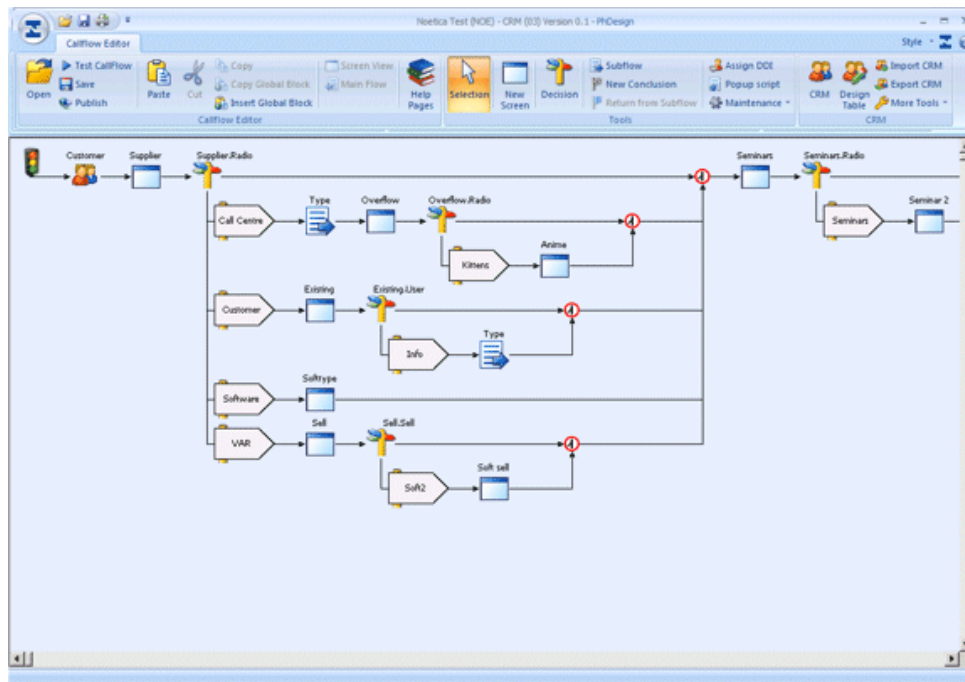 Noetica Test (NOE) - CRM (03) Version 0.1 - PhDesign
Callflow Editor
Style
Open
Test CallFlow
Save
Publish
Paste
Cut
Copy
Copy Global Block
Insert Global Block
Screen View
Main Flow
Help Pages
Callflow Editor
Selection
New Screen
Decision
Subflow
New Conclusion
Return from Subflow
Assign DDI
Popup script
Maintenance
Tools
CRM
Design Table
Import CRM
Export CRM
More Tools
CRM
Customer
Supplier
Supplier.Radio
Seminars
Seminars.Radio
Call Centre
Type
Overflow
Overflow.Radio
Seminars
Seminar 2
Kittens
Anime
Customer
Existing
Existing.User
Info
Type
Software
Softtype
VAR
Sell
Sell.Sell
Soft2
Soft sell